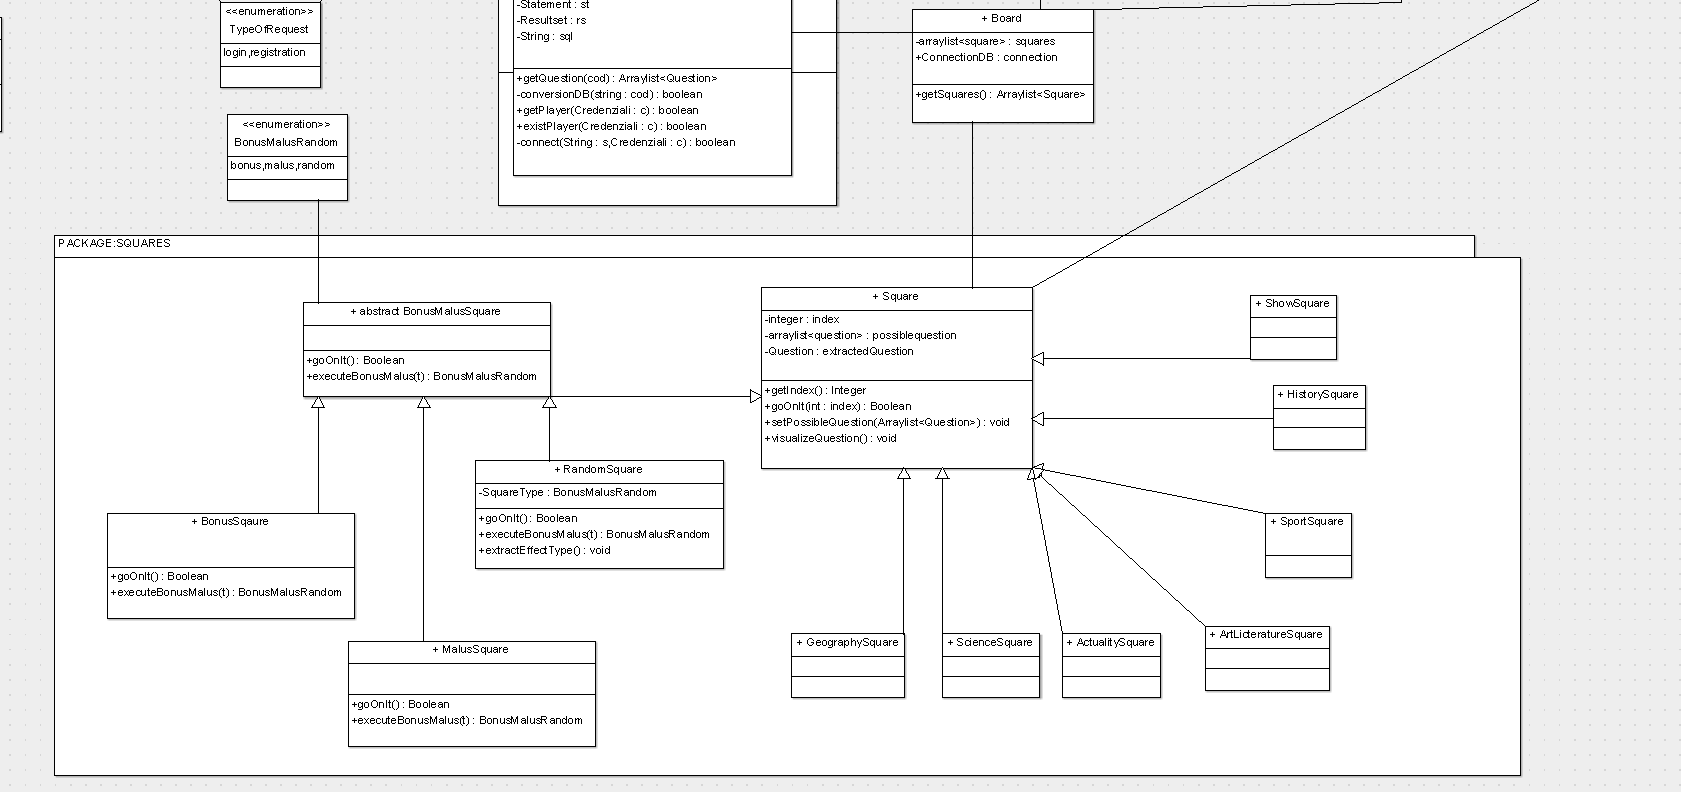 <<enumeration>>
TypeOfRequest
login,registration
<<enumeration>>
BonusMalusRandom
bonus,malus,random
-Statement : st
-Resultset : rs
-String : sql
+getQuestion(cod) : Arraylist<Question>
-conversionDB(string : cod) : boolean
+getPlayer(Credenziali : c) : boolean
+existPlayer(Credenziali : c) : boolean
-connect(String : s,Credenziali : c) : boolean
+ Board
-arraylist<square> : squares
+ConnectionDB : connection
+getSquares() : Arraylist<Square>
PACKAGE:SQUARES
+ abstract BonusMalusSquare
+goOnIt() : Boolean
+executeBonusMalus(t) : BonusMalusRandom
+ Square
-integer : index
-arraylist<question> : possiblequestion
-Question : extractedQuestion
+getIndex() : Integer
+goOnIt(int : index) : Boolean
+setPossibleQuestion(Arraylist<Question>) : void
+visualizeQuestion() : void
+ ShowSquare
+ HistorySquare
+ RandomSquare
-SquareType : BonusMalusRandom
+goOnIt() : Boolean
+executeBonusMalus(t) : BonusMalusRandom
+extractEffectType() : void
+ BonusSqaure
+goOnIt() : Boolean
+executeBonusMalus(t) : BonusMalusRandom
+ SportSquare
+ MalusSquare
+goOnIt() : Boolean
+executeBonusMalus(t) : BonusMalusRandom
+ GeographySquare
+ ScienceSquare
+ ActualitySquare
+ ArtLicteratureSquare